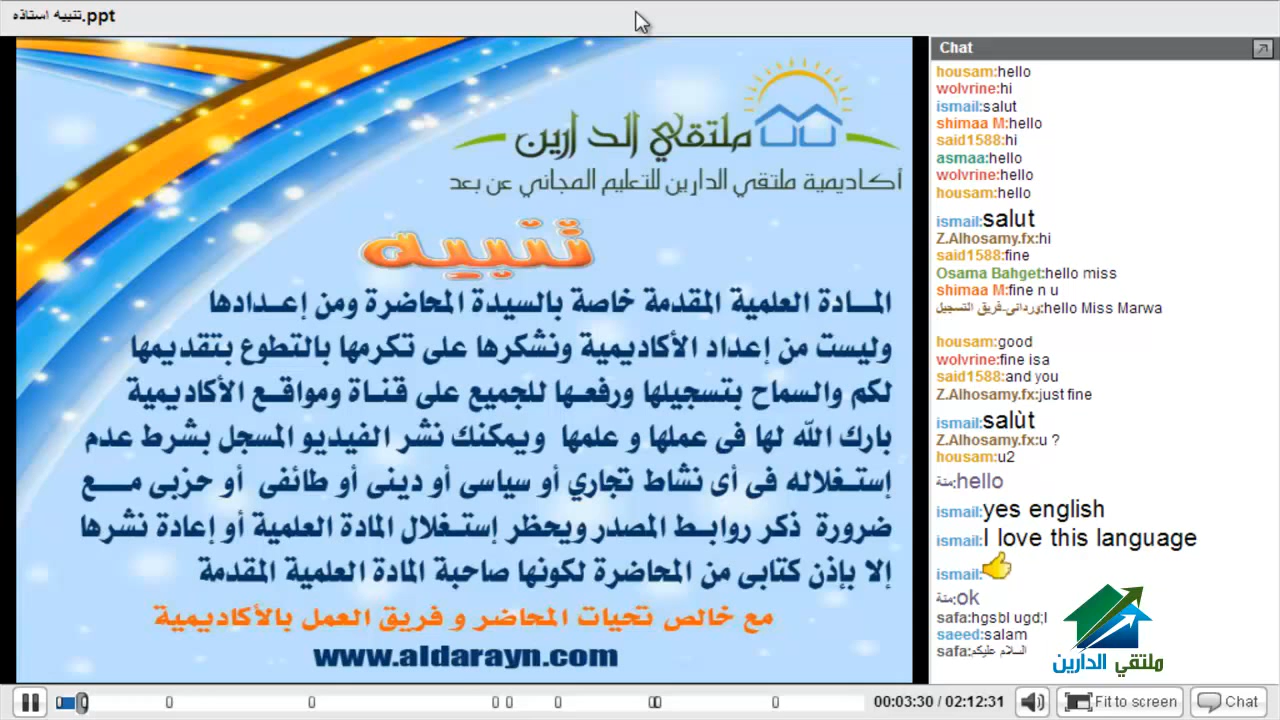 تنبيه استاذه.ppt
ملتقي الدارين
أكاديمية ملتقي الدارين للتعليم المجاني عن بعد
تنبيه
المادة العلمية المقدمة خاصة بالسيدة المحاضرة ومن إعدادها
وليست من إعداد الأكاديمية ونشكرها على تكرمها بالتطوع بتقديمها
لكم والسماح بتسجيلها ورفعها للجميع على قناة ومواقع الأكاديمية
بارك الله لها فى عملها و علمها ويمكنك نشر الفيديو المسجل بشرط عدم
إستغلاله فى أى نشاط تجاري أو سياسى أو دينى أو طائفى أو حزبى مع
ضرورة ذكر روابط المصدر ويحظر إستغلال المادة العلمية أو إعادة نشرها
إلا بإذن كتابى من المحاضرة لكونها صاحبة المادة العلمية المقدمة
مع خالص تحيات المحاضر و فريق العمل بالأكاديمية
www.aldarayn.com
Chat
housam:hello
wolvrine:hi
ismail:salut
shimaa M:hello
said1588:hi
asmaa:hello
wolvrine:hello
housam:hello
ismail:salut
Z.Alhosamy.fx:hi
said1588:fine
Osama Bahget:hello miss
shimaa M:fine n u
وردانى-فريق التسجيل:hello Miss Marwa
housam:good
wolvrine:fine isa
said1588:and you
Z.Alhosamy.fx:just fine
ismail:salùt
Z.Alhosamy.fx:u ?
housam:u2
منة:hello
ismail:yes english
ismail:I love this language
ismail:
منة:ok
safa:hgsbl ugd;l
saeed:salam
safa:السلام عليكم
ملتقي الدارين
00:03:30 / 02:12:31
Fit to screen
Chat